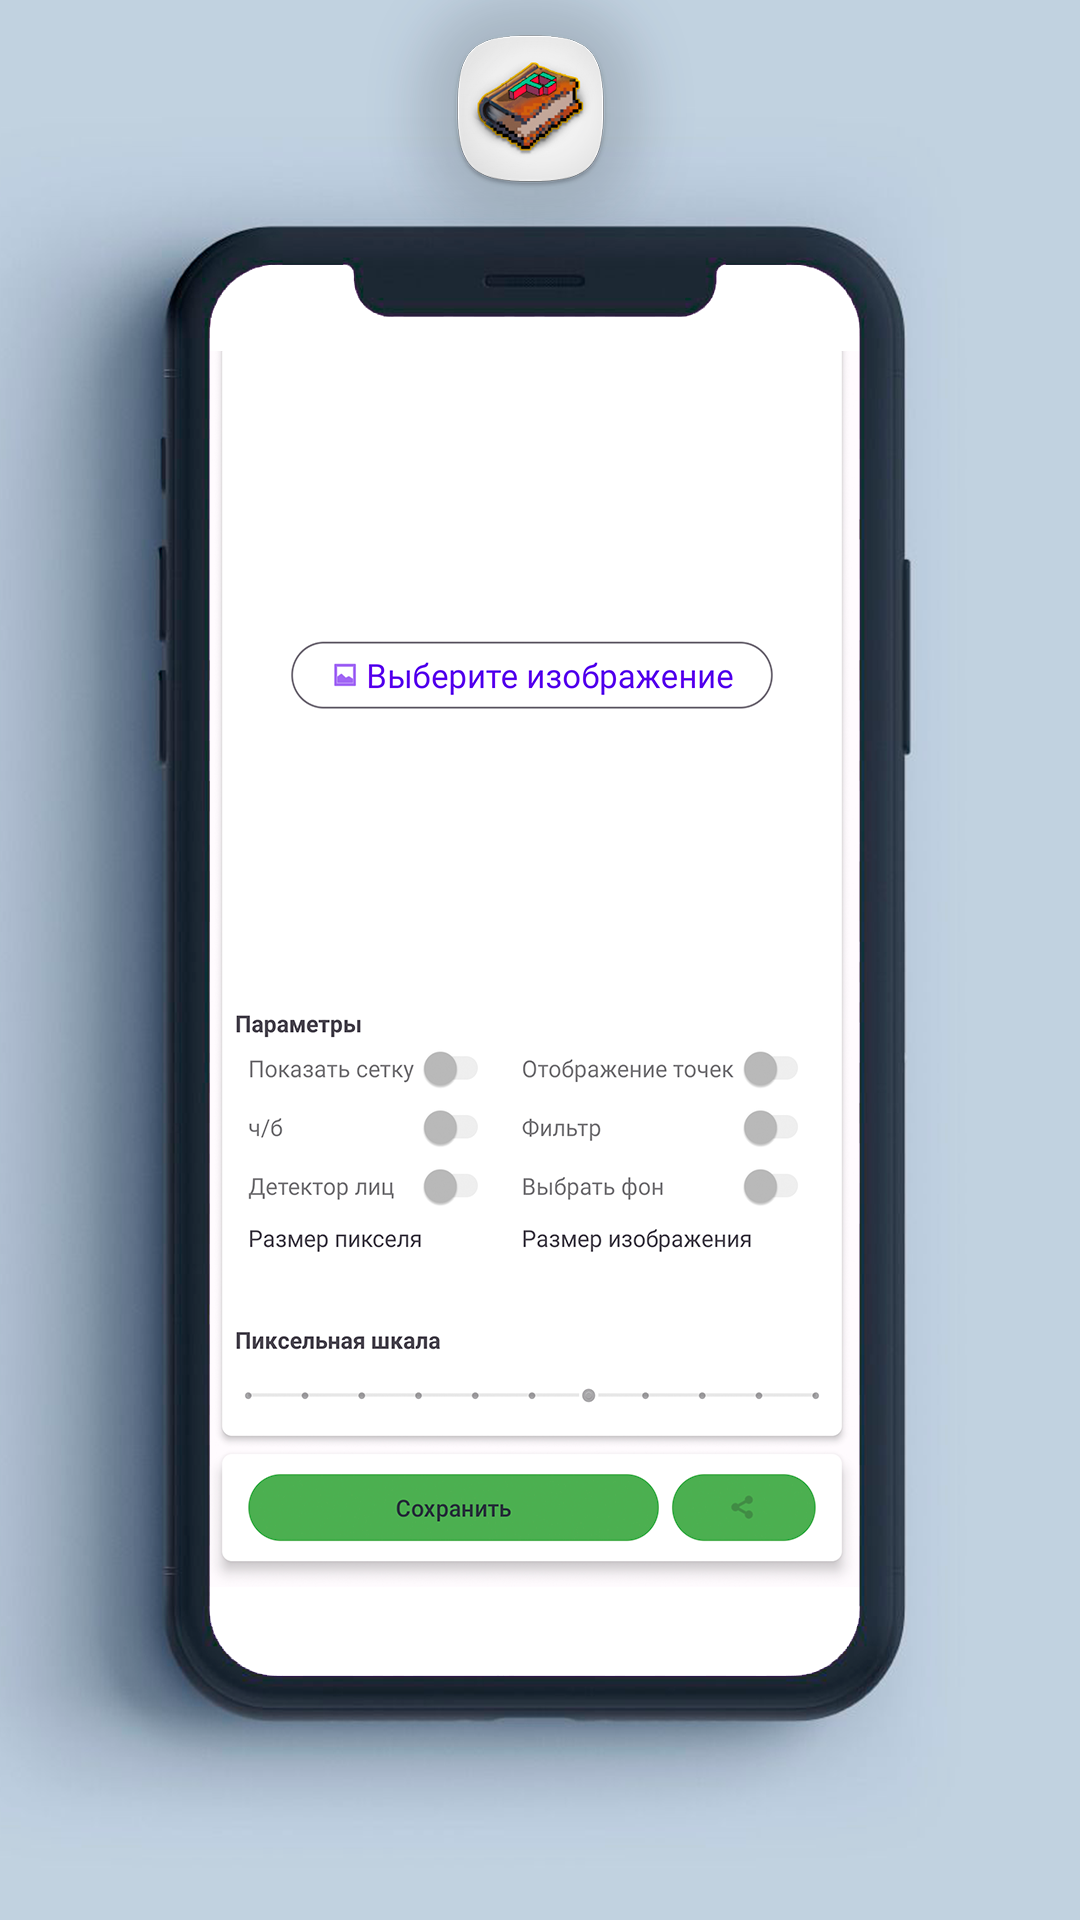 Выберите изображение
Параметры
Показать сетку Отображение точек
ч/б Фильтр
Детектор лиц Выбрать фон
Размер пикселя Размер изображения
Пиксельная шкала
Сохранить